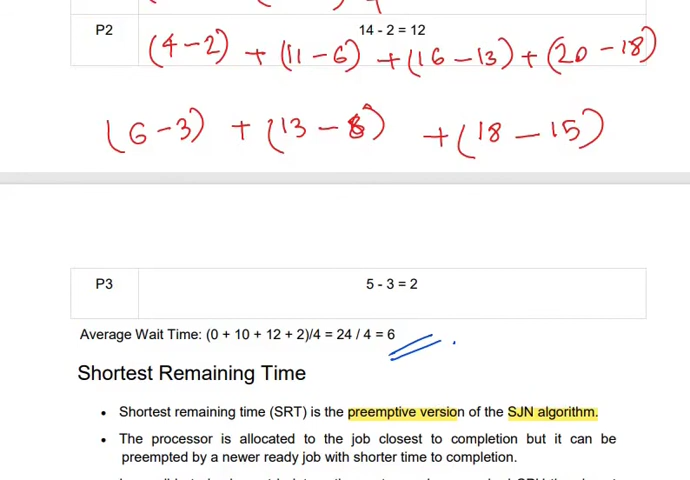 P2
14 - 2 = 12
(4-2) + (11-6) + (16-13) + (20-18)
(6-3) + (13-8) + (18-15)
P3
5 - 3 = 2
Average Wait Time: (0 + 10 + 12 + 2)/4 = 24 / 4 = 6
Shortest Remaining Time
• Shortest remaining time (SRT) is the preemptive version of the SJN algorithm.
• The processor is allocated to the job closest to completion but it can be
preempted by a newer ready job with shorter time to completion.